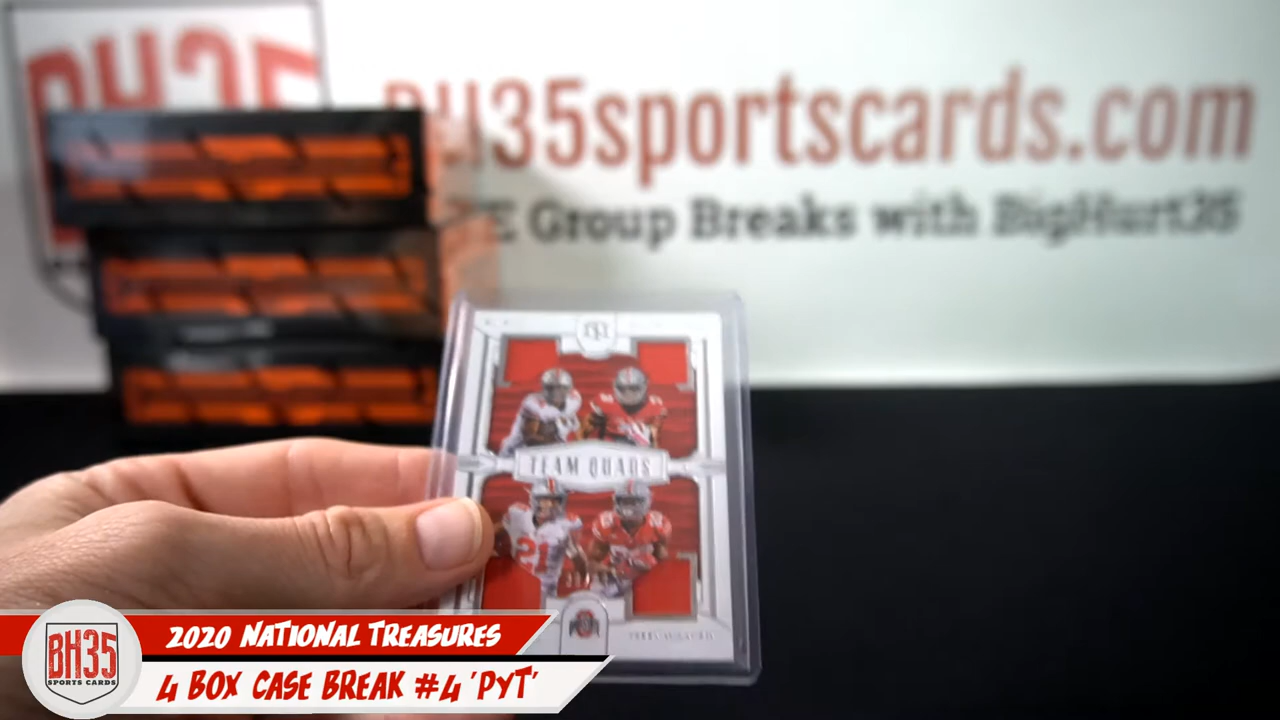 BH35
BH35sportscards.com
E Group Breaks with BigHurt35
TEAM QUADS
21
BH35
SPORTS CARDS
2020 NATIONAL TREASURES
4 BOX CASE BREAK #4 'PYT'